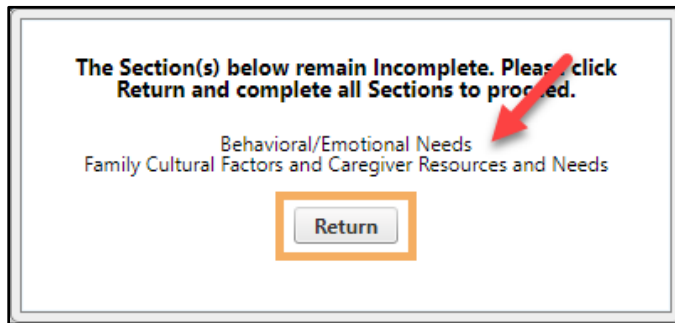 The Section(s) below remain Incomplete. Please click
Return and complete all Sections to proceed.
Behavioral/Emotional Needs
Family Cultural Factors and Caregiver Resources and Needs
Return